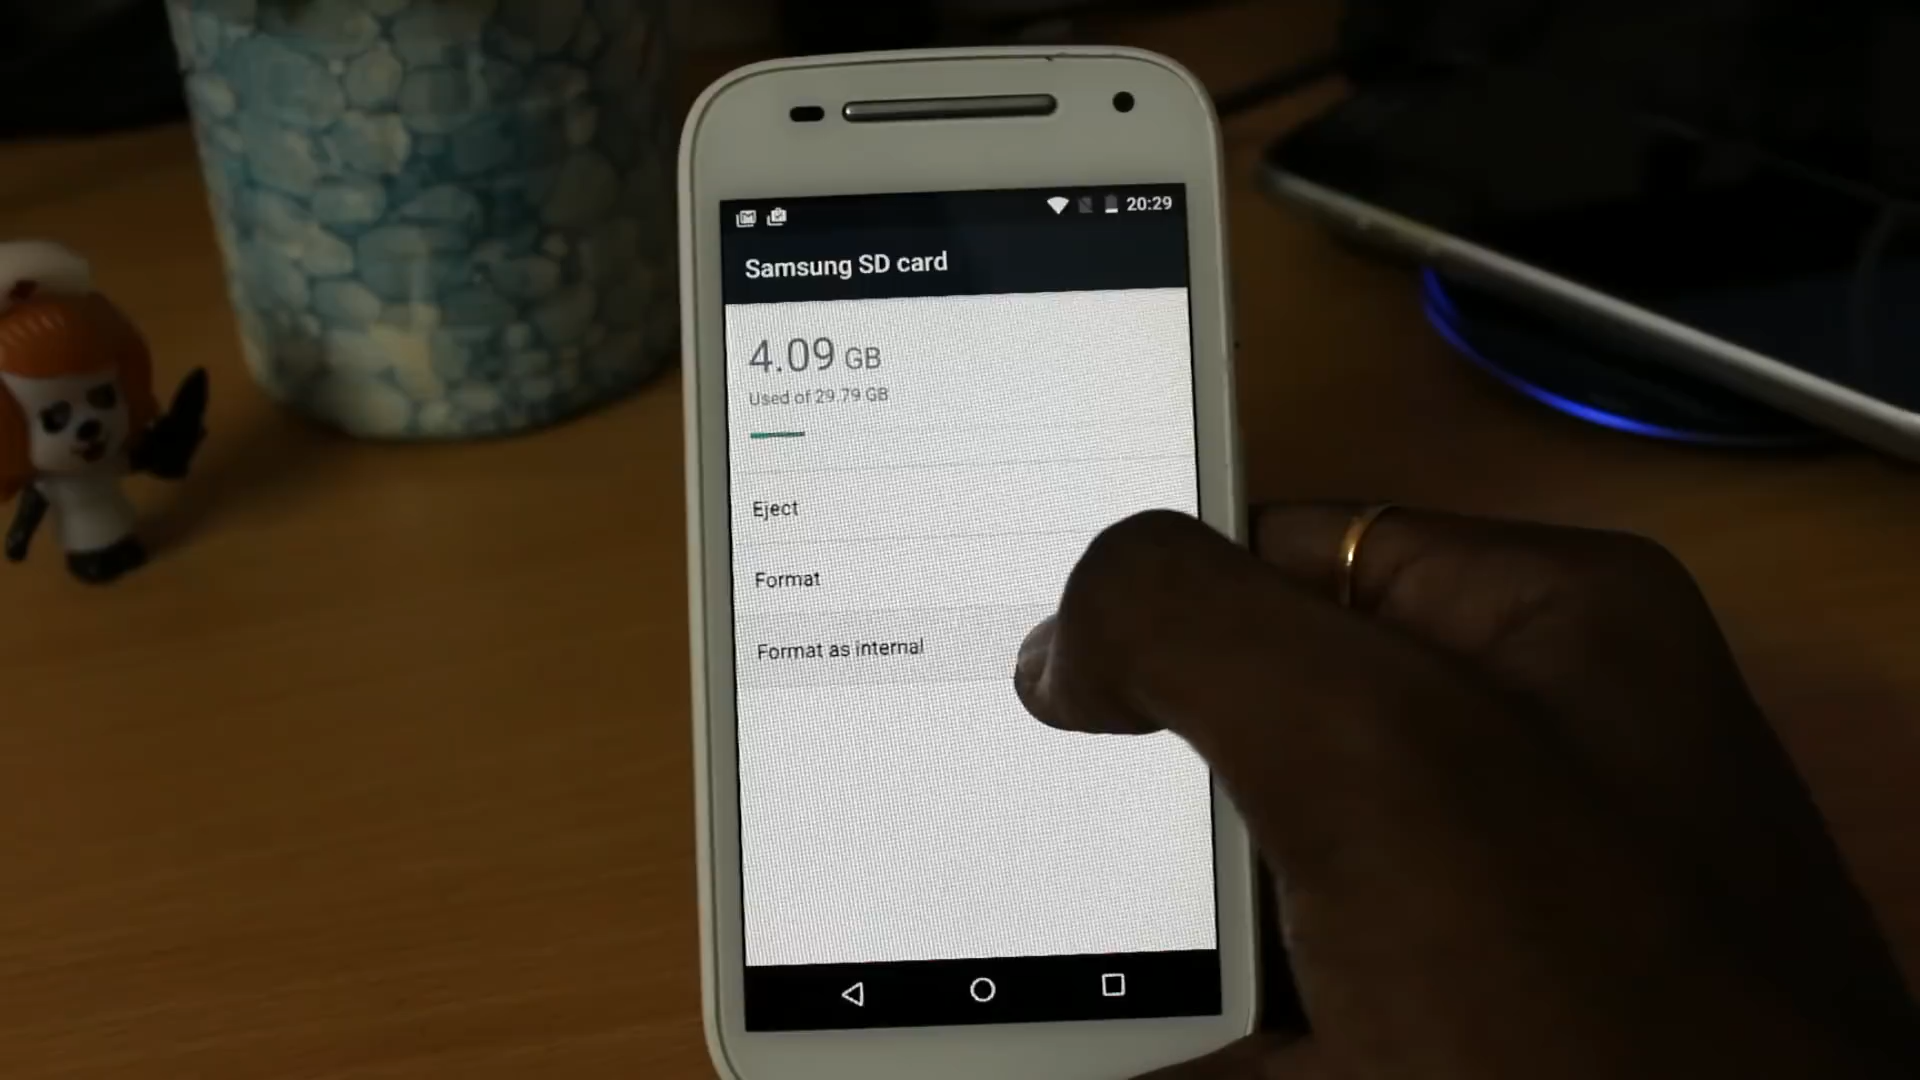 20:29
Samsung SD card
4.09 GB
Used of 29.79 GB
Eject
Format
Format as internal